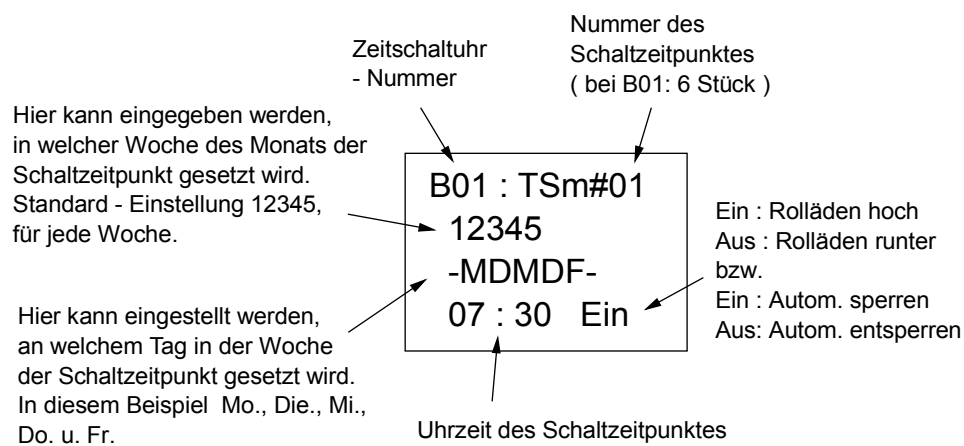 Zeitschaltuhr
- Nummer
Nummer des
Schaltzeitpunktes
( bei B01: 6 Stück )
Hier kann eingegeben werden,
in welcher Woche des Monats der
Schaltzeitpunkt gesetzt wird.
Standard - Einstellung 12345,
für jede Woche.
B01 : TSm#01
12345
-MDMDF-
07 : 30 Ein
Ein : Rolläden hoch
Aus : Rolläden runter
bzw.
Ein : Autom. sperren
Aus: Autom. entsperren
Hier kann eingestellt werden,
an welchem Tag in der Woche
der Schaltzeitpunkt gesetzt wird.
In diesem Beispiel Mo., Die., Mi.,
Do. u. Fr.
Uhrzeit des Schaltzeitpunktes